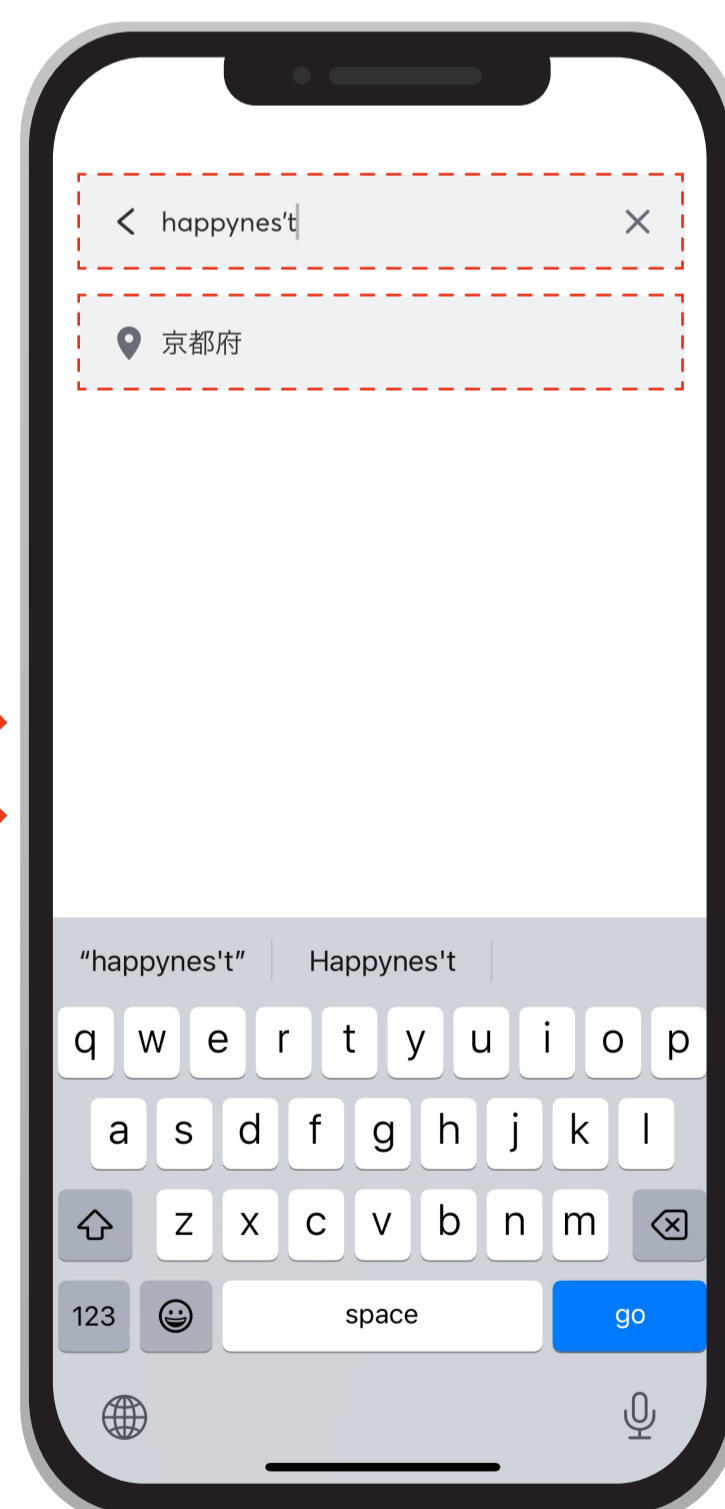 happynes't
京都府
“happynes't” Happynes't
q w e r t y u i o p
a s d f g h j k l
z x c v b n m
123 space go